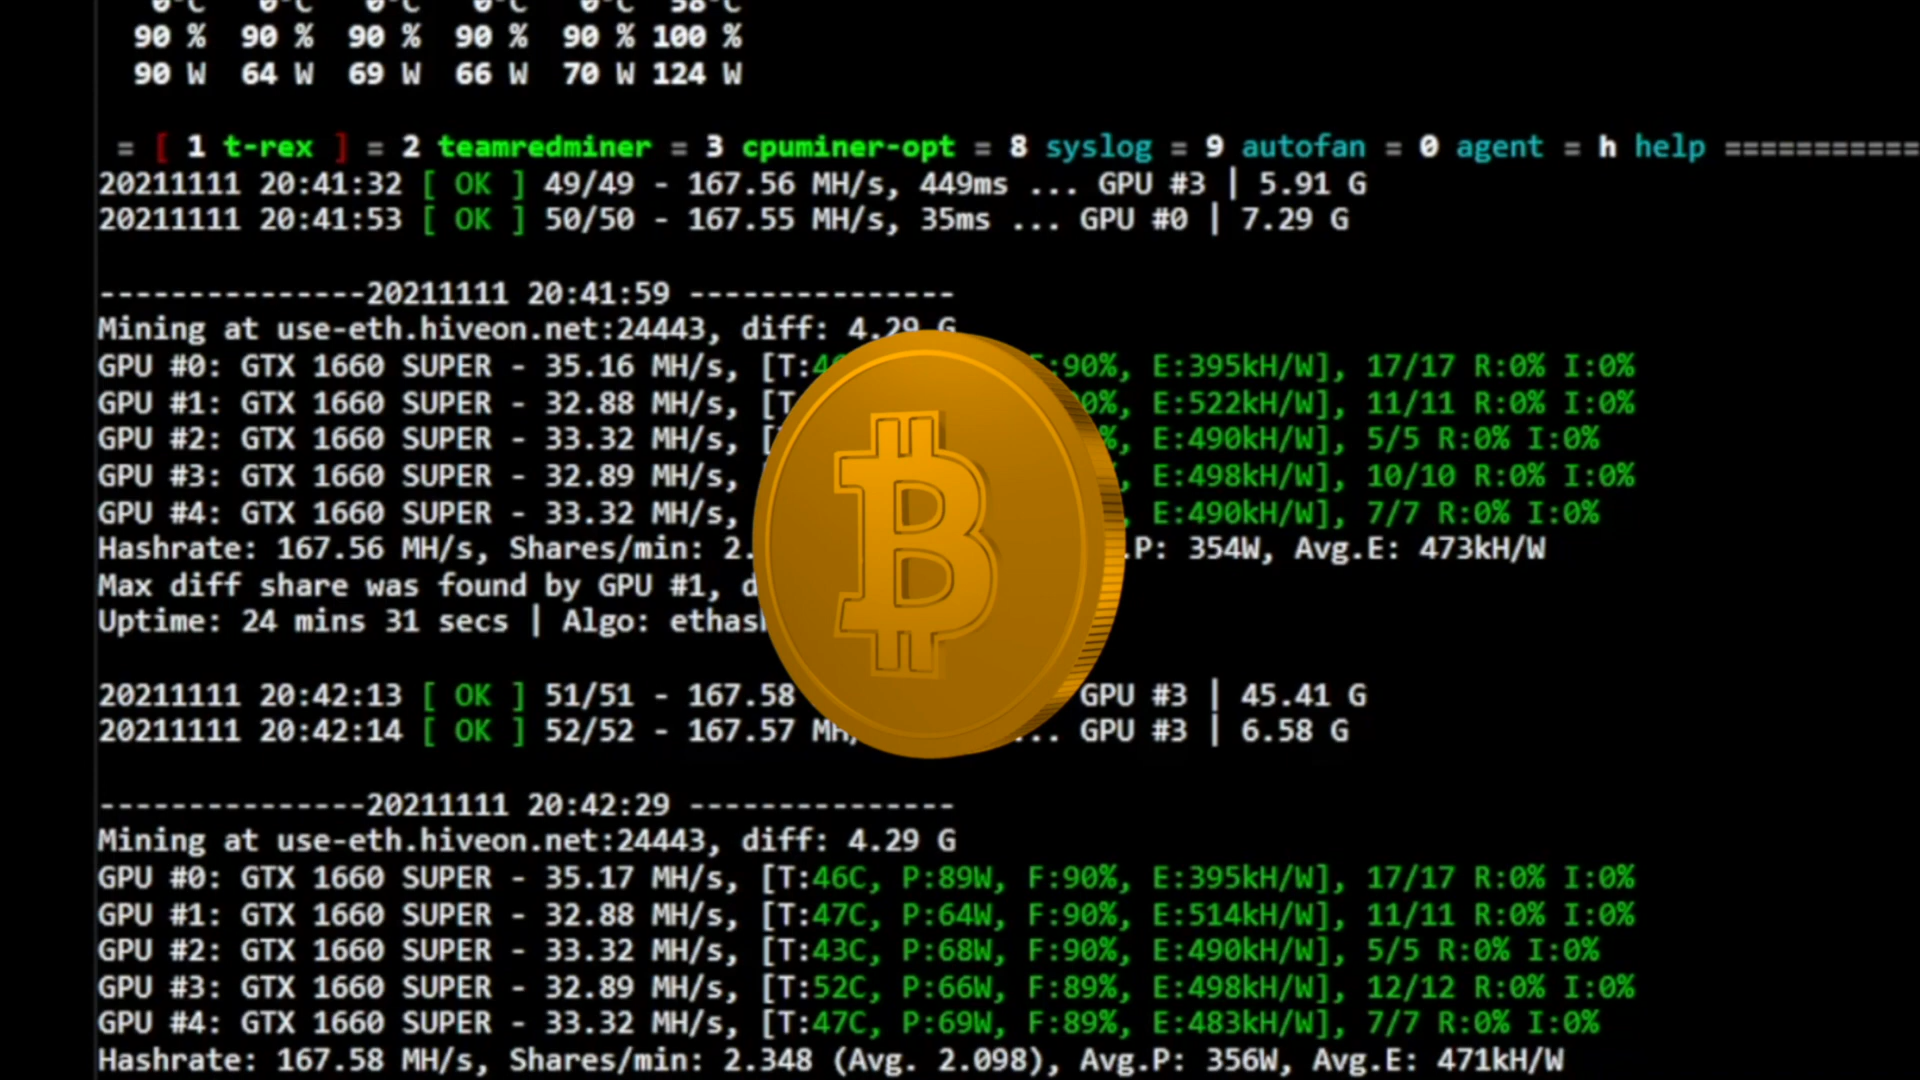 0°C 0°C 0°C 0°C 0°C 58°C
90 % 90 % 90 % 90 % 90 % 100 %
90 W 64 W 69 W 66 W 70 W 124 W
= [ 1 t-rex ] = 2 teamredminer = 3 cpuminer-opt = 8 syslog = 9 autofan = 0 agent = h help ===========
20211111 20:41:32 [ OK ] 49/49 - 167.56 MH/s, 449ms ... GPU #3 | 5.91 G
20211111 20:41:53 [ OK ] 50/50 - 167.55 MH/s, 35ms ... GPU #0 | 7.29 G
---------------20211111 20:41:59 ---------------
Mining at use-eth.hiveon.net:24443, diff: 4.29 G
GPU #0: GTX 1660 SUPER - 35.16 MH/s, [T: :90%, E:395kH/W], 17/17 R:0% I:0%
GPU #1: GTX 1660 SUPER - 32.88 MH/s, [T 0%, E:522kH/W], 11/11 R:0% I:0%
GPU #2: GTX 1660 SUPER - 33.32 MH/s, %, E:490kH/W], 5/5 R:0% I:0%
GPU #3: GTX 1660 SUPER - 32.89 MH/s, , E:498kH/W], 10/10 R:0% I:0%
GPU #4: GTX 1660 SUPER - 33.32 MH/s, , E:490kH/W], 7/7 R:0% I:0%
Hashrate: 167.56 MH/s, Shares/min: 2. .P: 354W, Avg.E: 473kH/W
Max diff share was found by GPU #1, d
Uptime: 24 mins 31 secs | Algo: ethash
20211111 20:42:13 [ OK ] 51/51 - 167.58 GPU #3 | 45.41 G
20211111 20:42:14 [ OK ] 52/52 - 167.57 MH/ ... GPU #3 | 6.58 G
---------------20211111 20:42:29 ---------------
Mining at use-eth.hiveon.net:24443, diff: 4.29 G
GPU #0: GTX 1660 SUPER - 35.17 MH/s, [T:46C, P:89W, F:90%, E:395kH/W], 17/17 R:0% I:0%
GPU #1: GTX 1660 SUPER - 32.88 MH/s, [T:47C, P:64W, F:90%, E:514kH/W], 11/11 R:0% I:0%
GPU #2: GTX 1660 SUPER - 33.32 MH/s, [T:43C, P:68W, F:90%, E:490kH/W], 5/5 R:0% I:0%
GPU #3: GTX 1660 SUPER - 32.89 MH/s, [T:52C, P:66W, F:89%, E:498kH/W], 12/12 R:0% I:0%
GPU #4: GTX 1660 SUPER - 33.32 MH/s, [T:47C, P:69W, F:89%, E:483kH/W], 7/7 R:0% I:0%
Hashrate: 167.58 MH/s, Shares/min: 2.348 (Avg. 2.098), Avg.P: 356W, Avg.E: 471kH/W